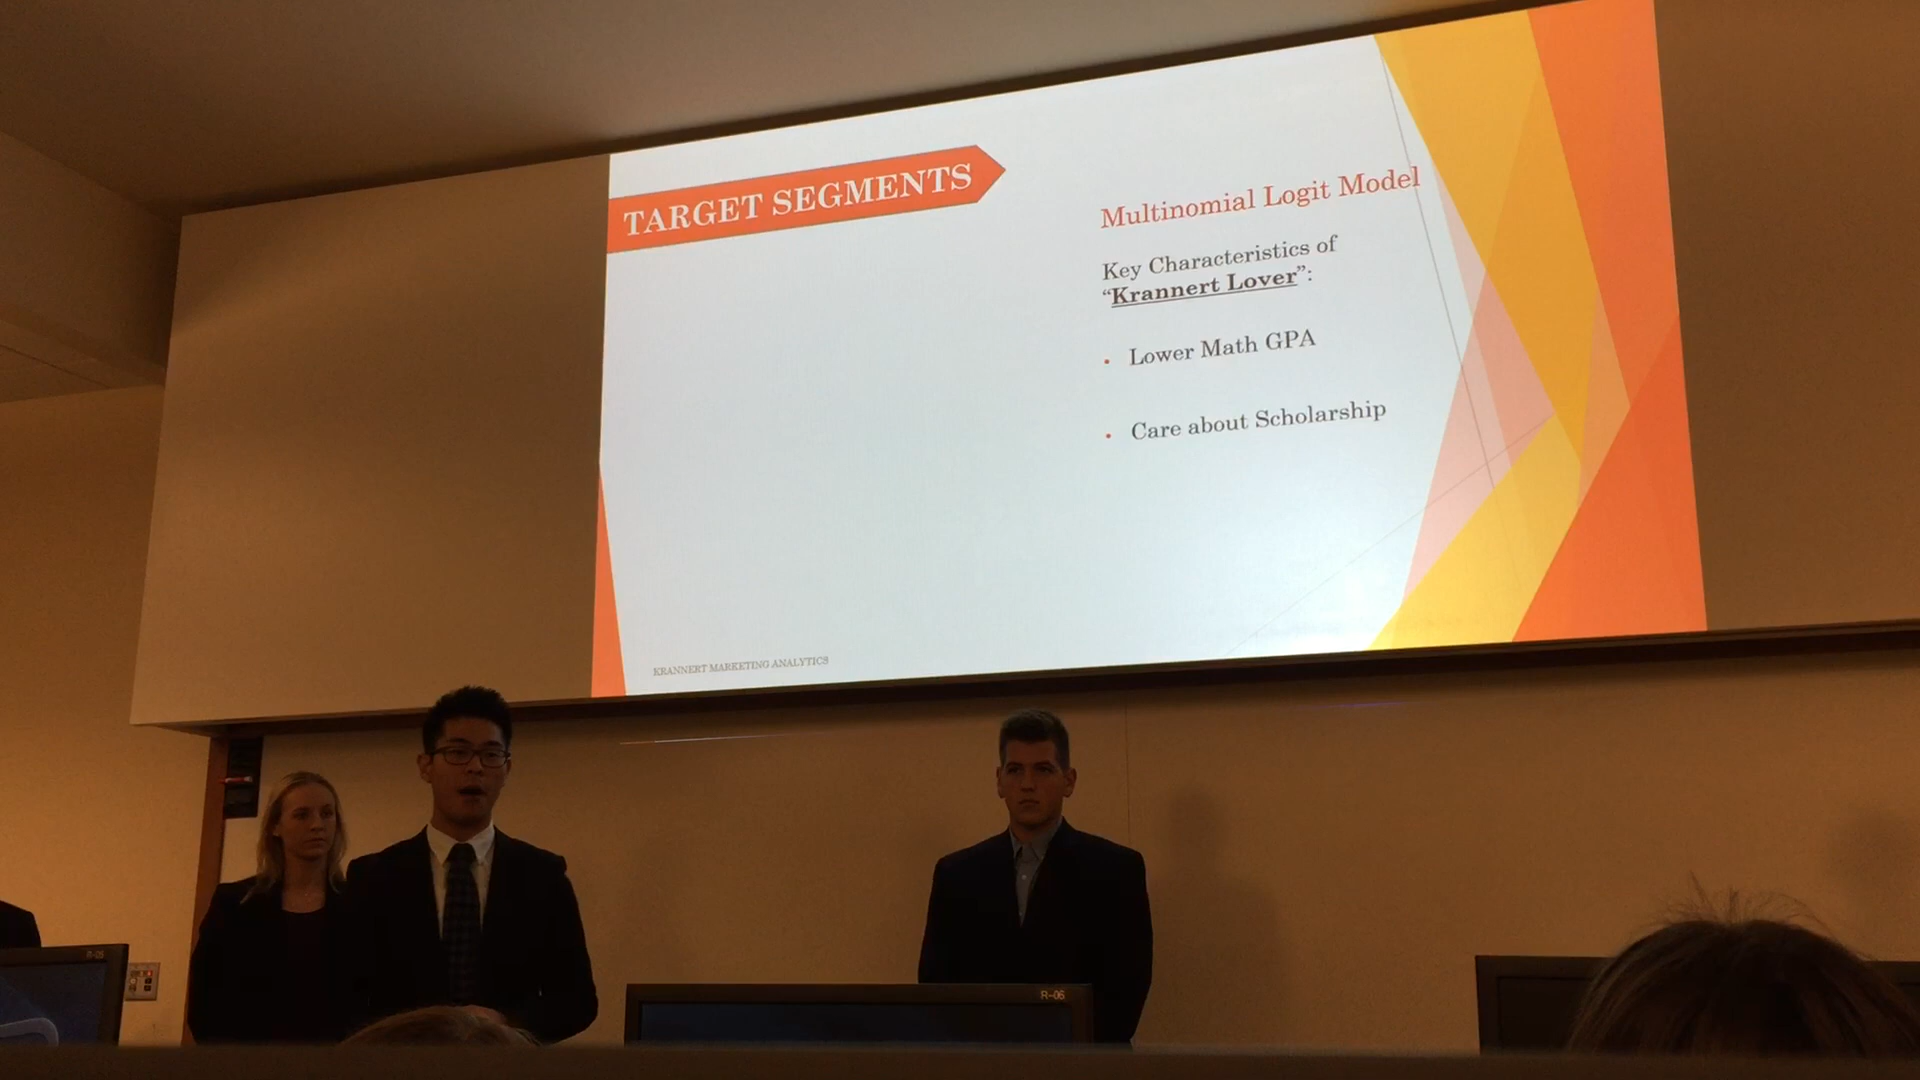 TARGET SEGMENTS
Multinomial Logit Model
Key Characteristics of
“Krannert Lover”:
• Lower Math GPA
• Care about Scholarship
KRANNERT MARKETING ANALYTICS
R-05
R-06